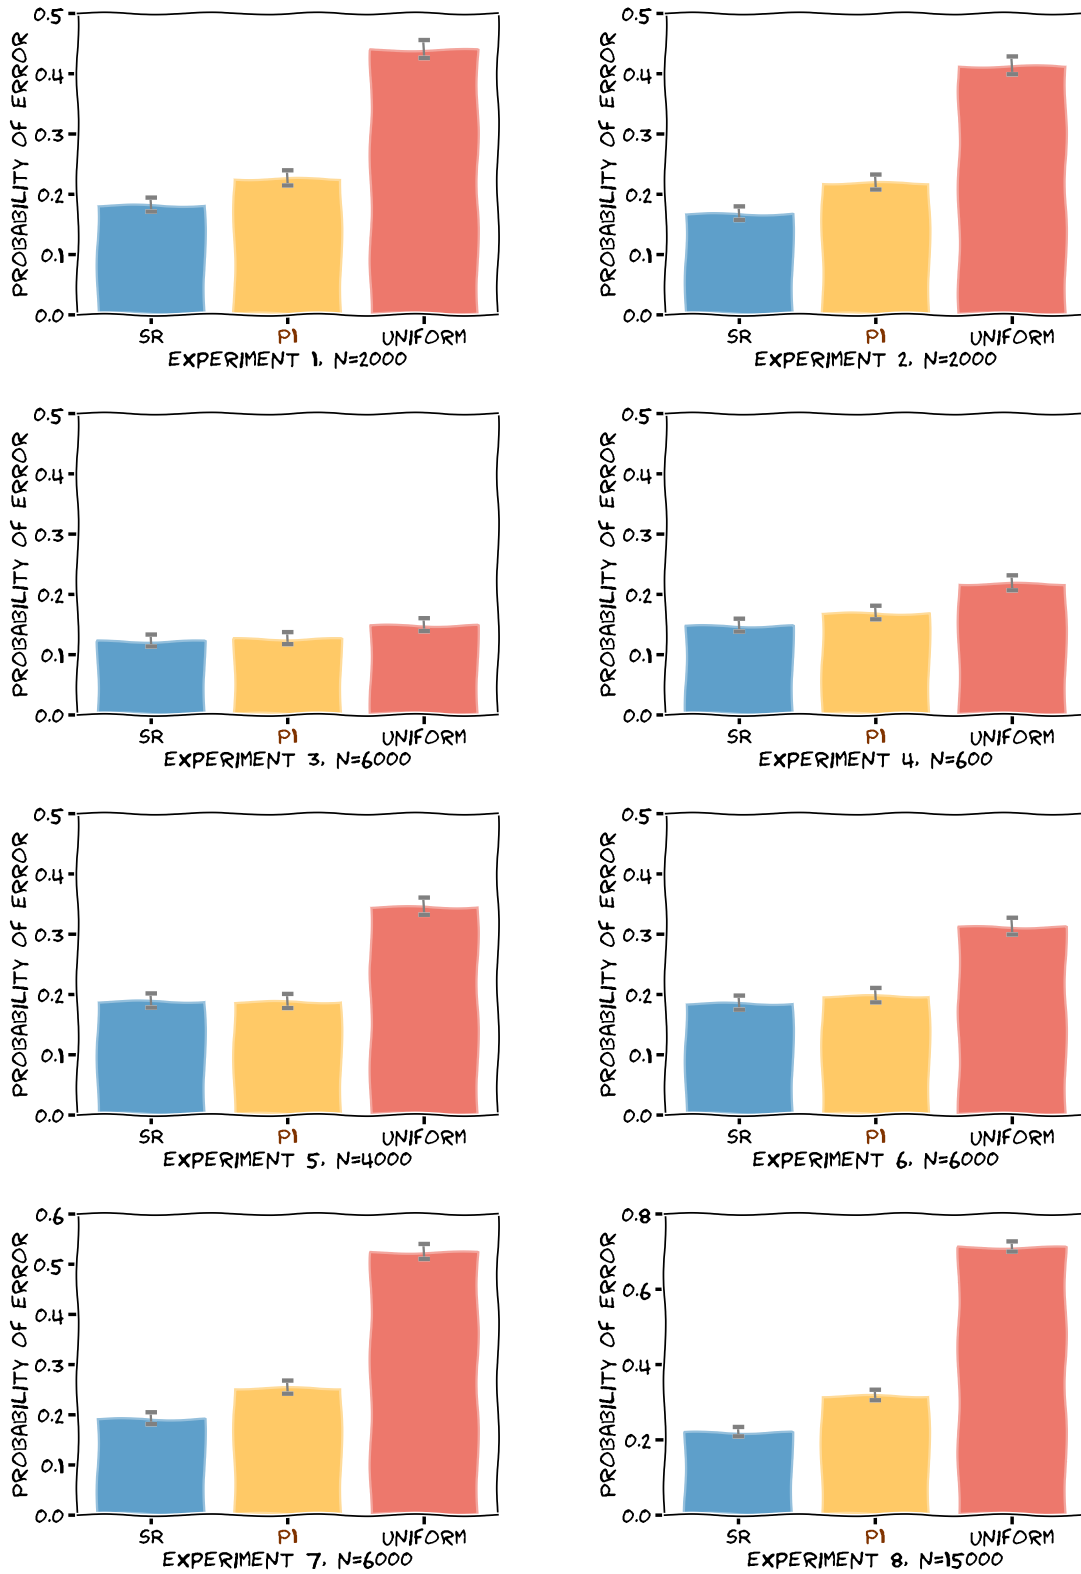 PROBABILITY OF ERROR
0.5
0.4
0.3
0.2
0.1
0.0
SR PI UNIFORM
EXPERIMENT 1, N=2000
PROBABILITY OF ERROR
0.5
0.4
0.3
0.2
0.1
0.0
SR PI UNIFORM
EXPERIMENT 2, N=2000
PROBABILITY OF ERROR
0.5
0.4
0.3
0.2
0.1
0.0
SR PI UNIFORM
EXPERIMENT 3, N=6000
PROBABILITY OF ERROR
0.5
0.4
0.3
0.2
0.1
0.0
SR PI UNIFORM
EXPERIMENT 4, N=600
PROBABILITY OF ERROR
0.5
0.4
0.3
0.2
0.1
0.0
SR PI UNIFORM
EXPERIMENT 5, N=4000
PROBABILITY OF ERROR
0.5
0.4
0.3
0.2
0.1
0.0
SR PI UNIFORM
EXPERIMENT 6, N=6000
PROBABILITY OF ERROR
0.6
0.5
0.4
0.3
0.2
0.1
0.0
SR PI UNIFORM
EXPERIMENT 7, N=6000
PROBABILITY OF ERROR
0.8
0.6
0.4
0.2
0.0
SR PI UNIFORM
EXPERIMENT 8, N=15000